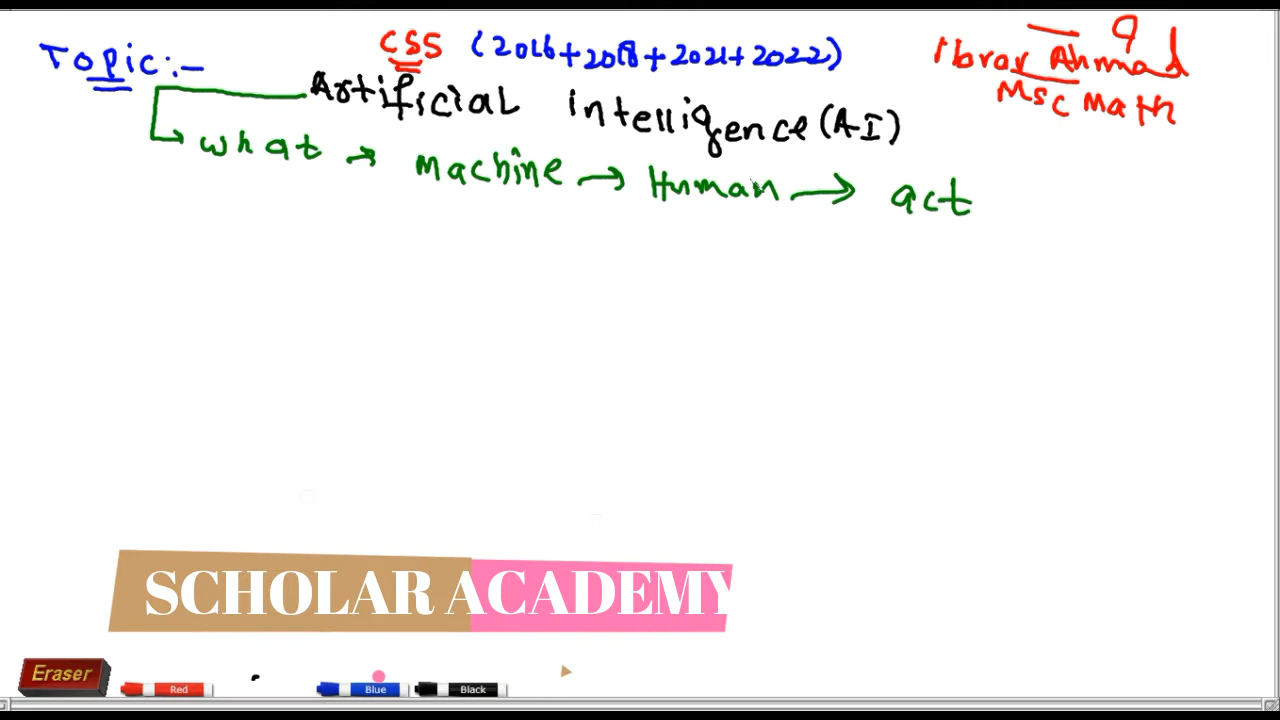 CSS (2016+2018+2021+2022)
Topic:-
Artificial intelligence (AI)
Ibrar Ahmad
Msc Math
what → Machine → Human → act
SCHOLAR ACADEMY
Eraser
Red
Blue
Black